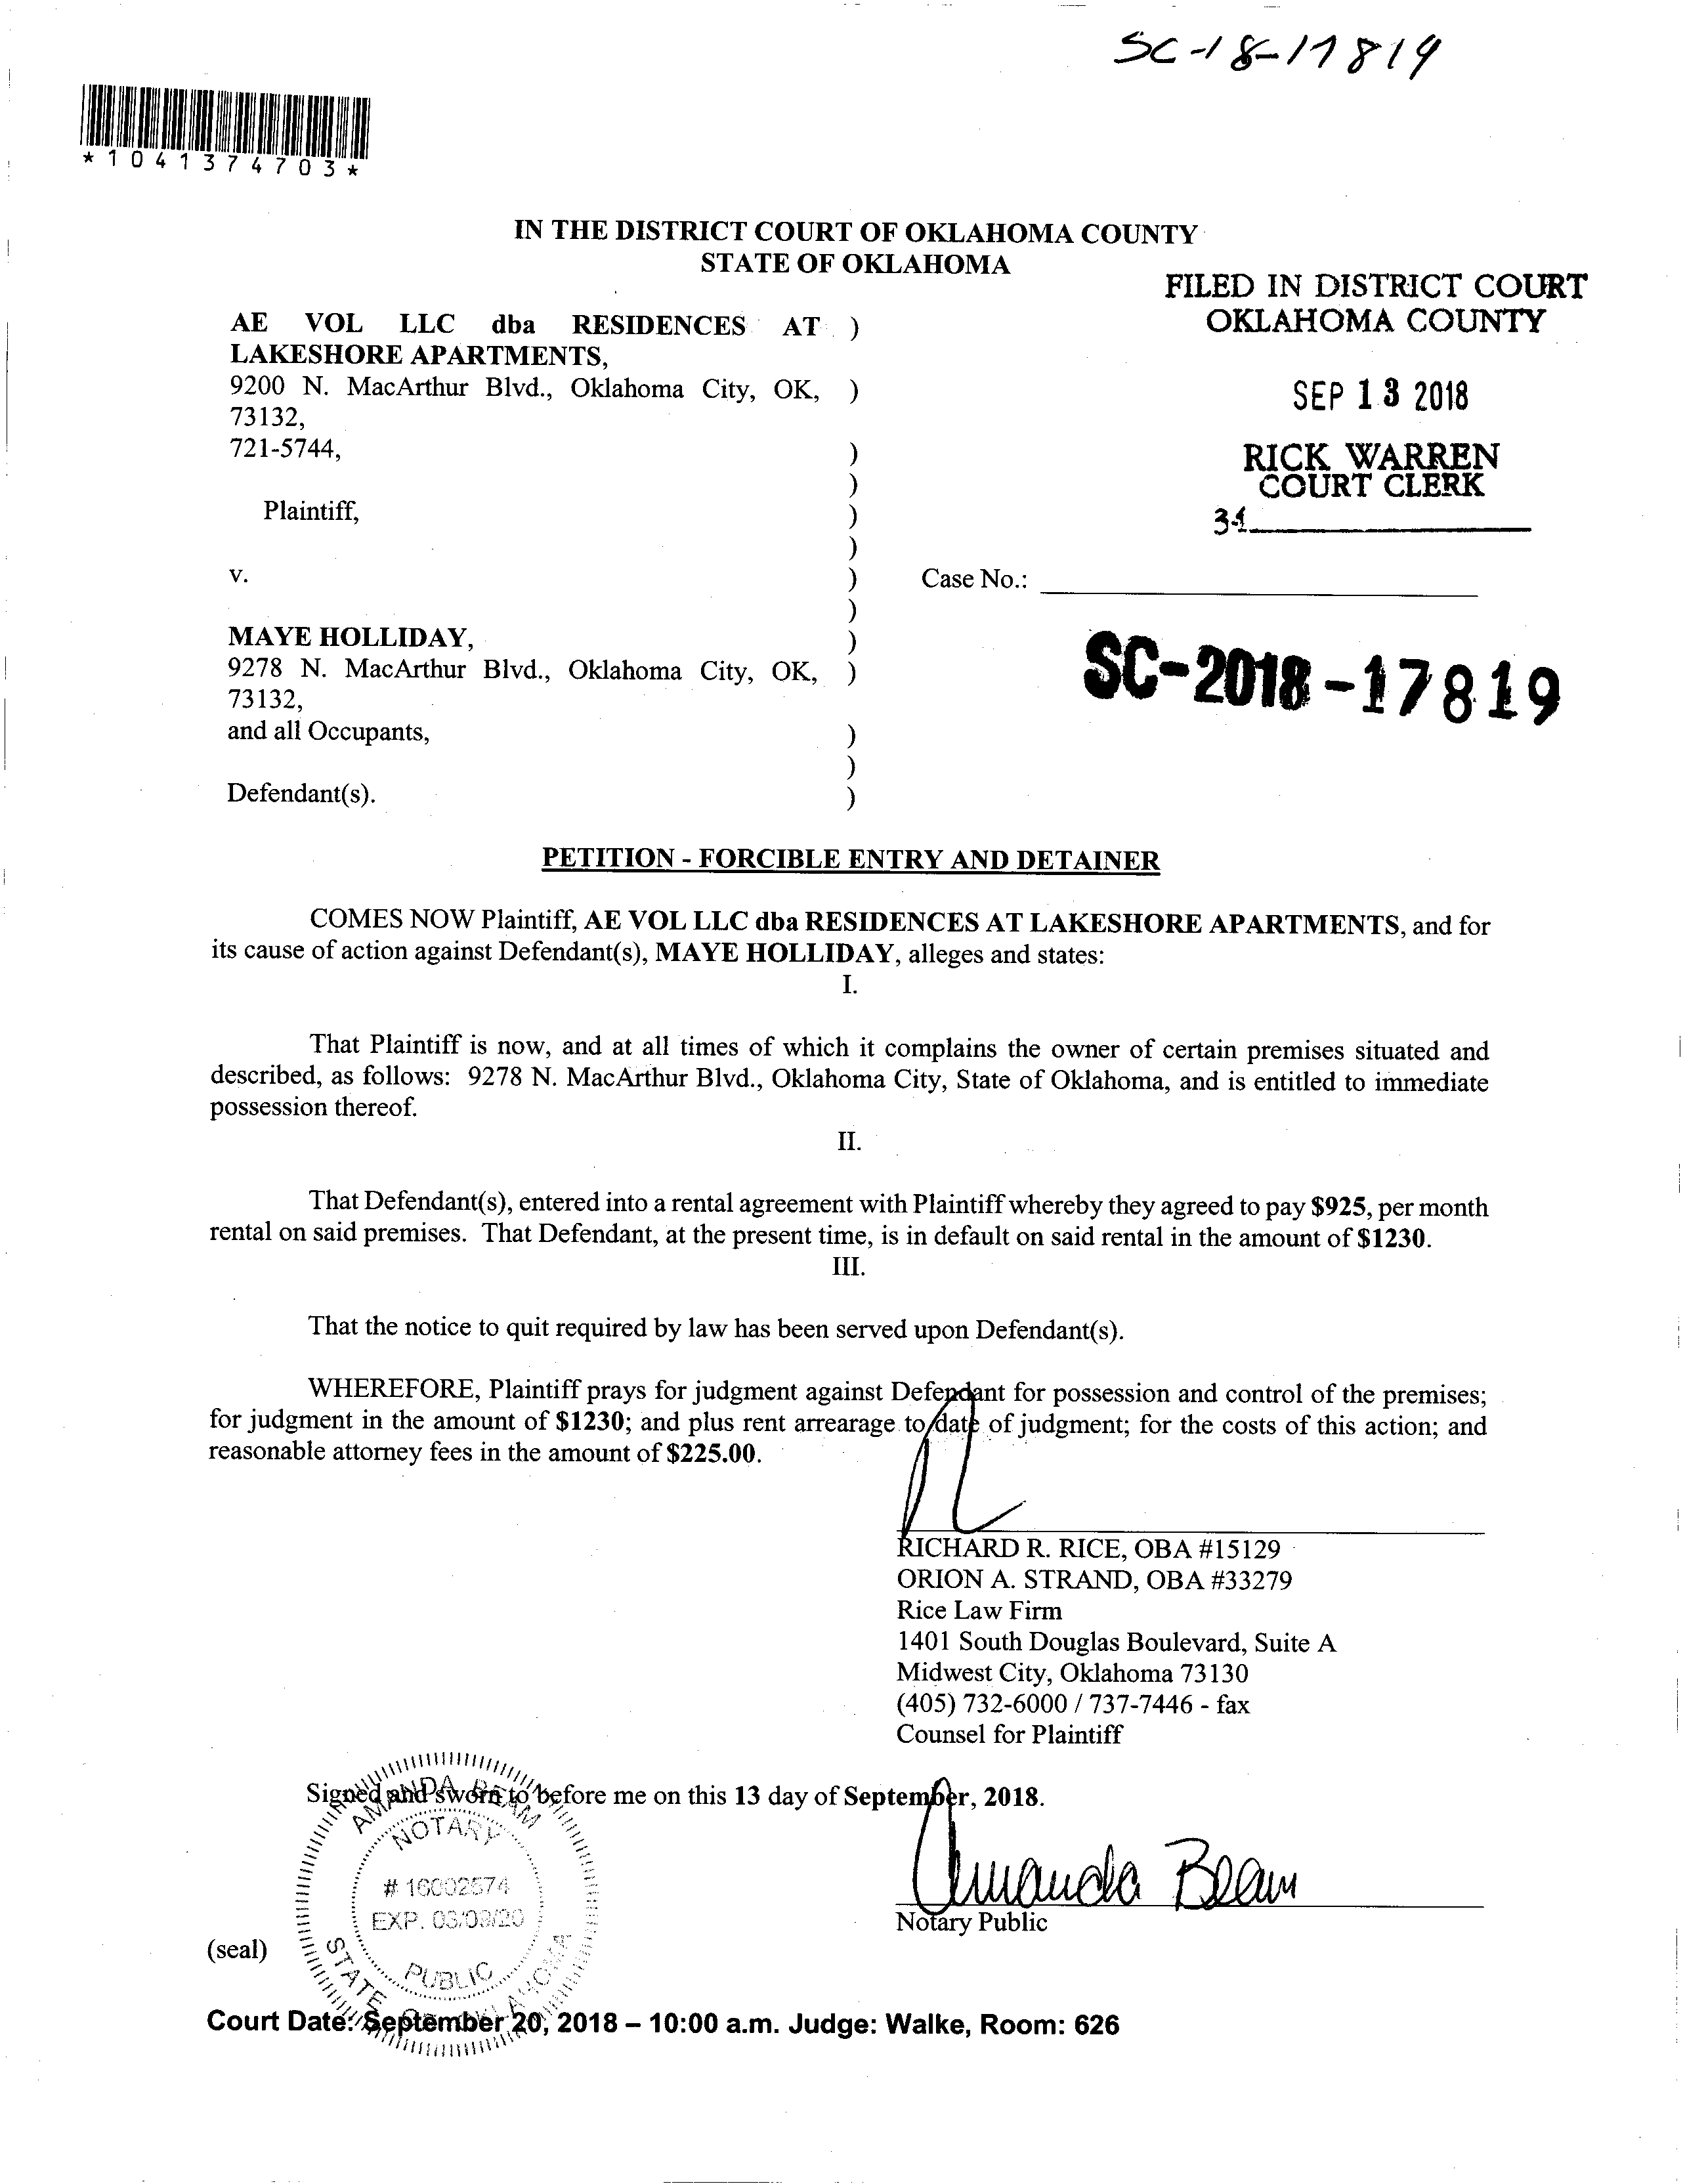 SC-18-17819
*1041374703*
IN THE DISTRICT COURT OF OKLAHOMA COUNTY
STATE OF OKLAHOMA
FILED IN DISTRICT COURT
OKLAHOMA COUNTY
SEP 13 2018
RICK WARREN
COURT CLERK
34
AE VOL LLC dba RESIDENCES AT )
LAKESHORE APARTMENTS,
9200 N. MacArthur Blvd., Oklahoma City, OK, )
73132,
721-5744, )
)
Plaintiff, )
)
v. ) Case No.:
)
MAYE HOLLIDAY, )
9278 N. MacArthur Blvd., Oklahoma City, OK, )
73132,
and all Occupants, )
)
Defendant(s). )
SC-2018-17819
PETITION - FORCIBLE ENTRY AND DETAINER
COMES NOW Plaintiff, AE VOL LLC dba RESIDENCES AT LAKESHORE APARTMENTS, and for
its cause of action against Defendant(s), MAYE HOLLIDAY, alleges and states:
I.
That Plaintiff is now, and at all times of which it complains the owner of certain premises situated and
described, as follows: 9278 N. MacArthur Blvd., Oklahoma City, State of Oklahoma, and is entitled to immediate
possession thereof.
II.
That Defendant(s), entered into a rental agreement with Plaintiff whereby they agreed to pay $925, per month
rental on said premises. That Defendant, at the present time, is in default on said rental in the amount of $1230.
III.
That the notice to quit required by law has been served upon Defendant(s).
WHEREFORE, Plaintiff prays for judgment against Defendant for possession and control of the premises;
for judgment in the amount of $1230; and plus rent arrearage to date of judgment; for the costs of this action; and
reasonable attorney fees in the amount of $225.00.
RICHARD R. RICE, OBA #15129
ORION A. STRAND, OBA #33279
Rice Law Firm
1401 South Douglas Boulevard, Suite A
Midwest City, Oklahoma 73130
(405) 732-6000 / 737-7446 - fax
Counsel for Plaintiff
Signed and sworn to before me on this 13 day of September, 2018.
AMANDA BEAM
NOTARY
# 16002574
EXP. 03/09/20
PUBLIC
STATE OF OKLAHOMA
Amanda Beam
Notary Public
(seal)
Court Date: September 20, 2018 – 10:00 a.m. Judge: Walke, Room: 626